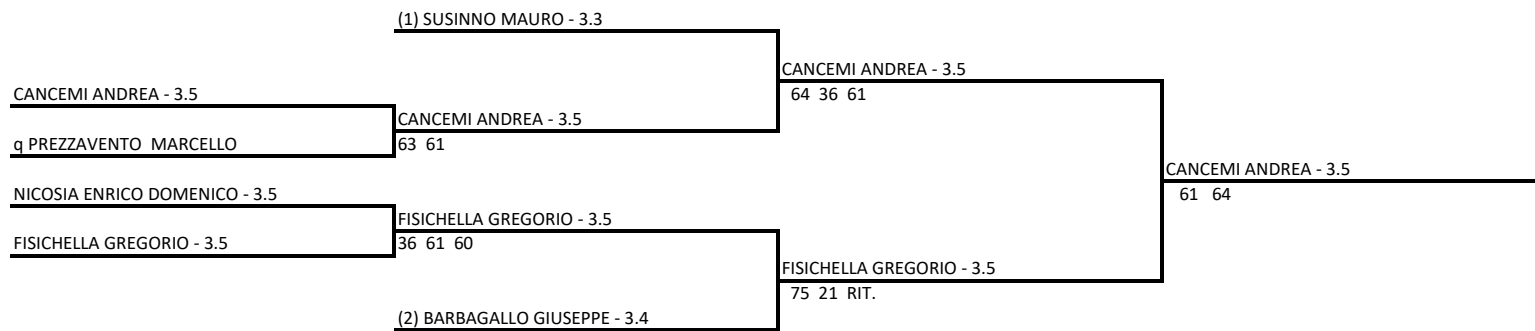 (1) SUSINNO MAURO - 3.3
CANCEMI ANDREA - 3.5
64 36 61
CANCEMI ANDREA - 3.5
CANCEMI ANDREA - 3.5
63 61
q PREZZAVENTO MARCELLO
CANCEMI ANDREA - 3.5
61 64
NICOSIA ENRICO DOMENICO - 3.5
FISICHELLA GREGORIO - 3.5
36 61 60
FISICHELLA GREGORIO - 3.5
FISICHELLA GREGORIO - 3.5
75 21 RIT.
(2) BARBAGALLO GIUSEPPE - 3.4